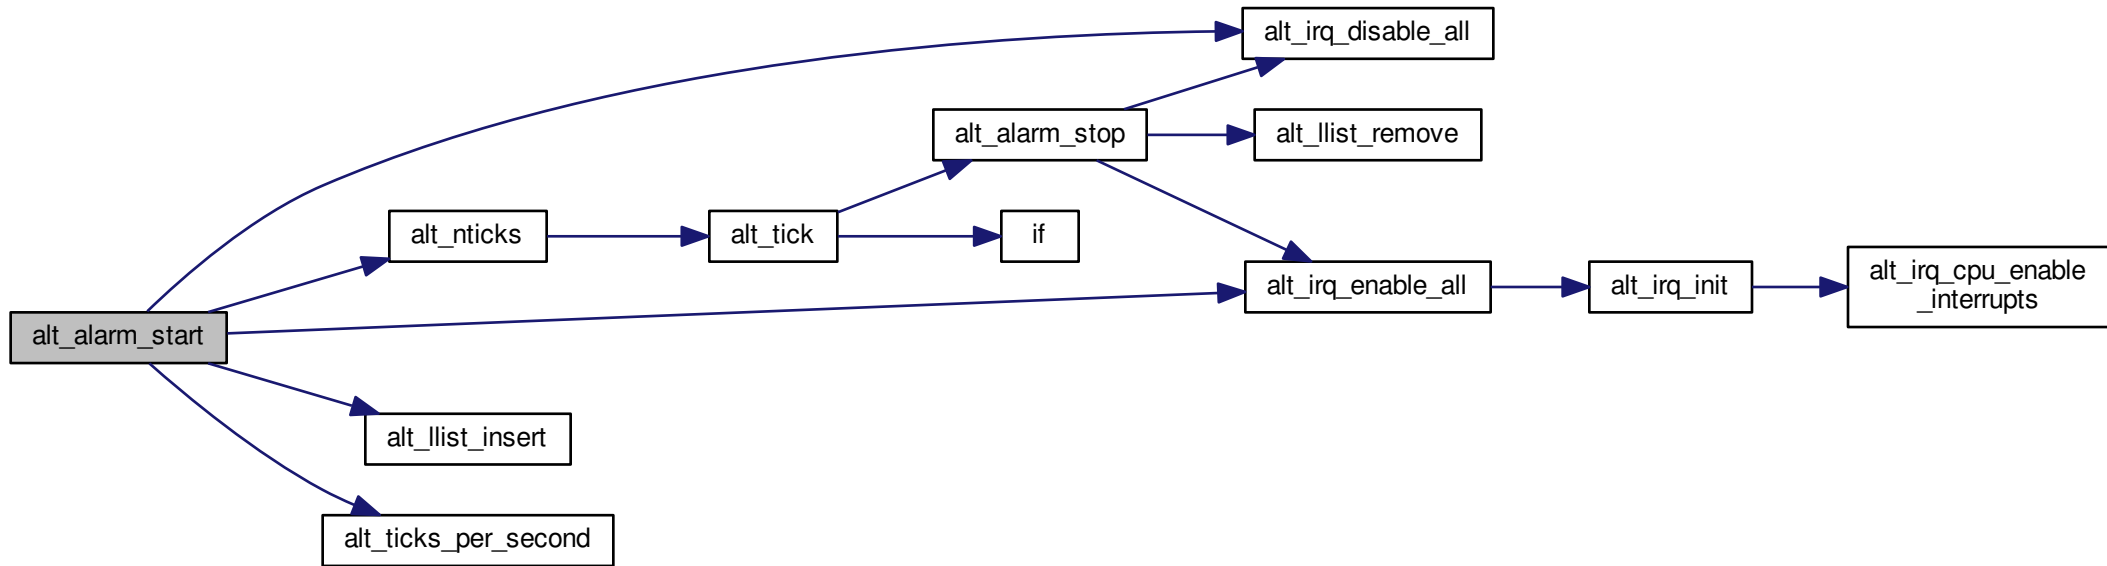 alt_irq_disable_all
alt_alarm_stop
alt_llist_remove
alt_nticks
alt_tick
if
alt_irq_enable_all
alt_irq_init
alt_irq_cpu_enable
_interrupts
alt_alarm_start
alt_llist_insert
alt_ticks_per_second